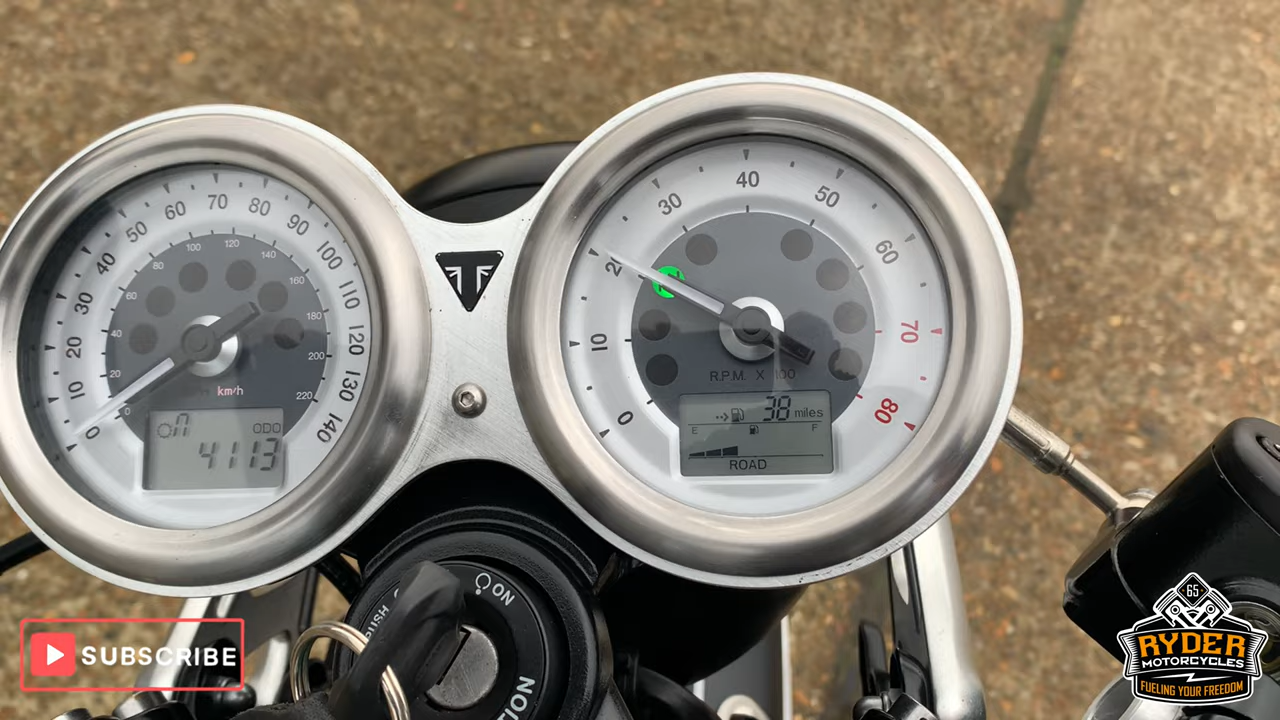 0 10 20 30 40 50 60 70 80 90 100 110 120 130 140
0 20 40 60 80 100 120 140 160 180 200 220
km/h
n ODO
4113
0 10 20 30 40 50 60 70 80
N
R.P.M. X 100
38 miles
E F
ROAD
PUSH
ON
SUBSCRIBE
65
RYDER
MOTORCYCLES
FUELING YOUR FREEDOM